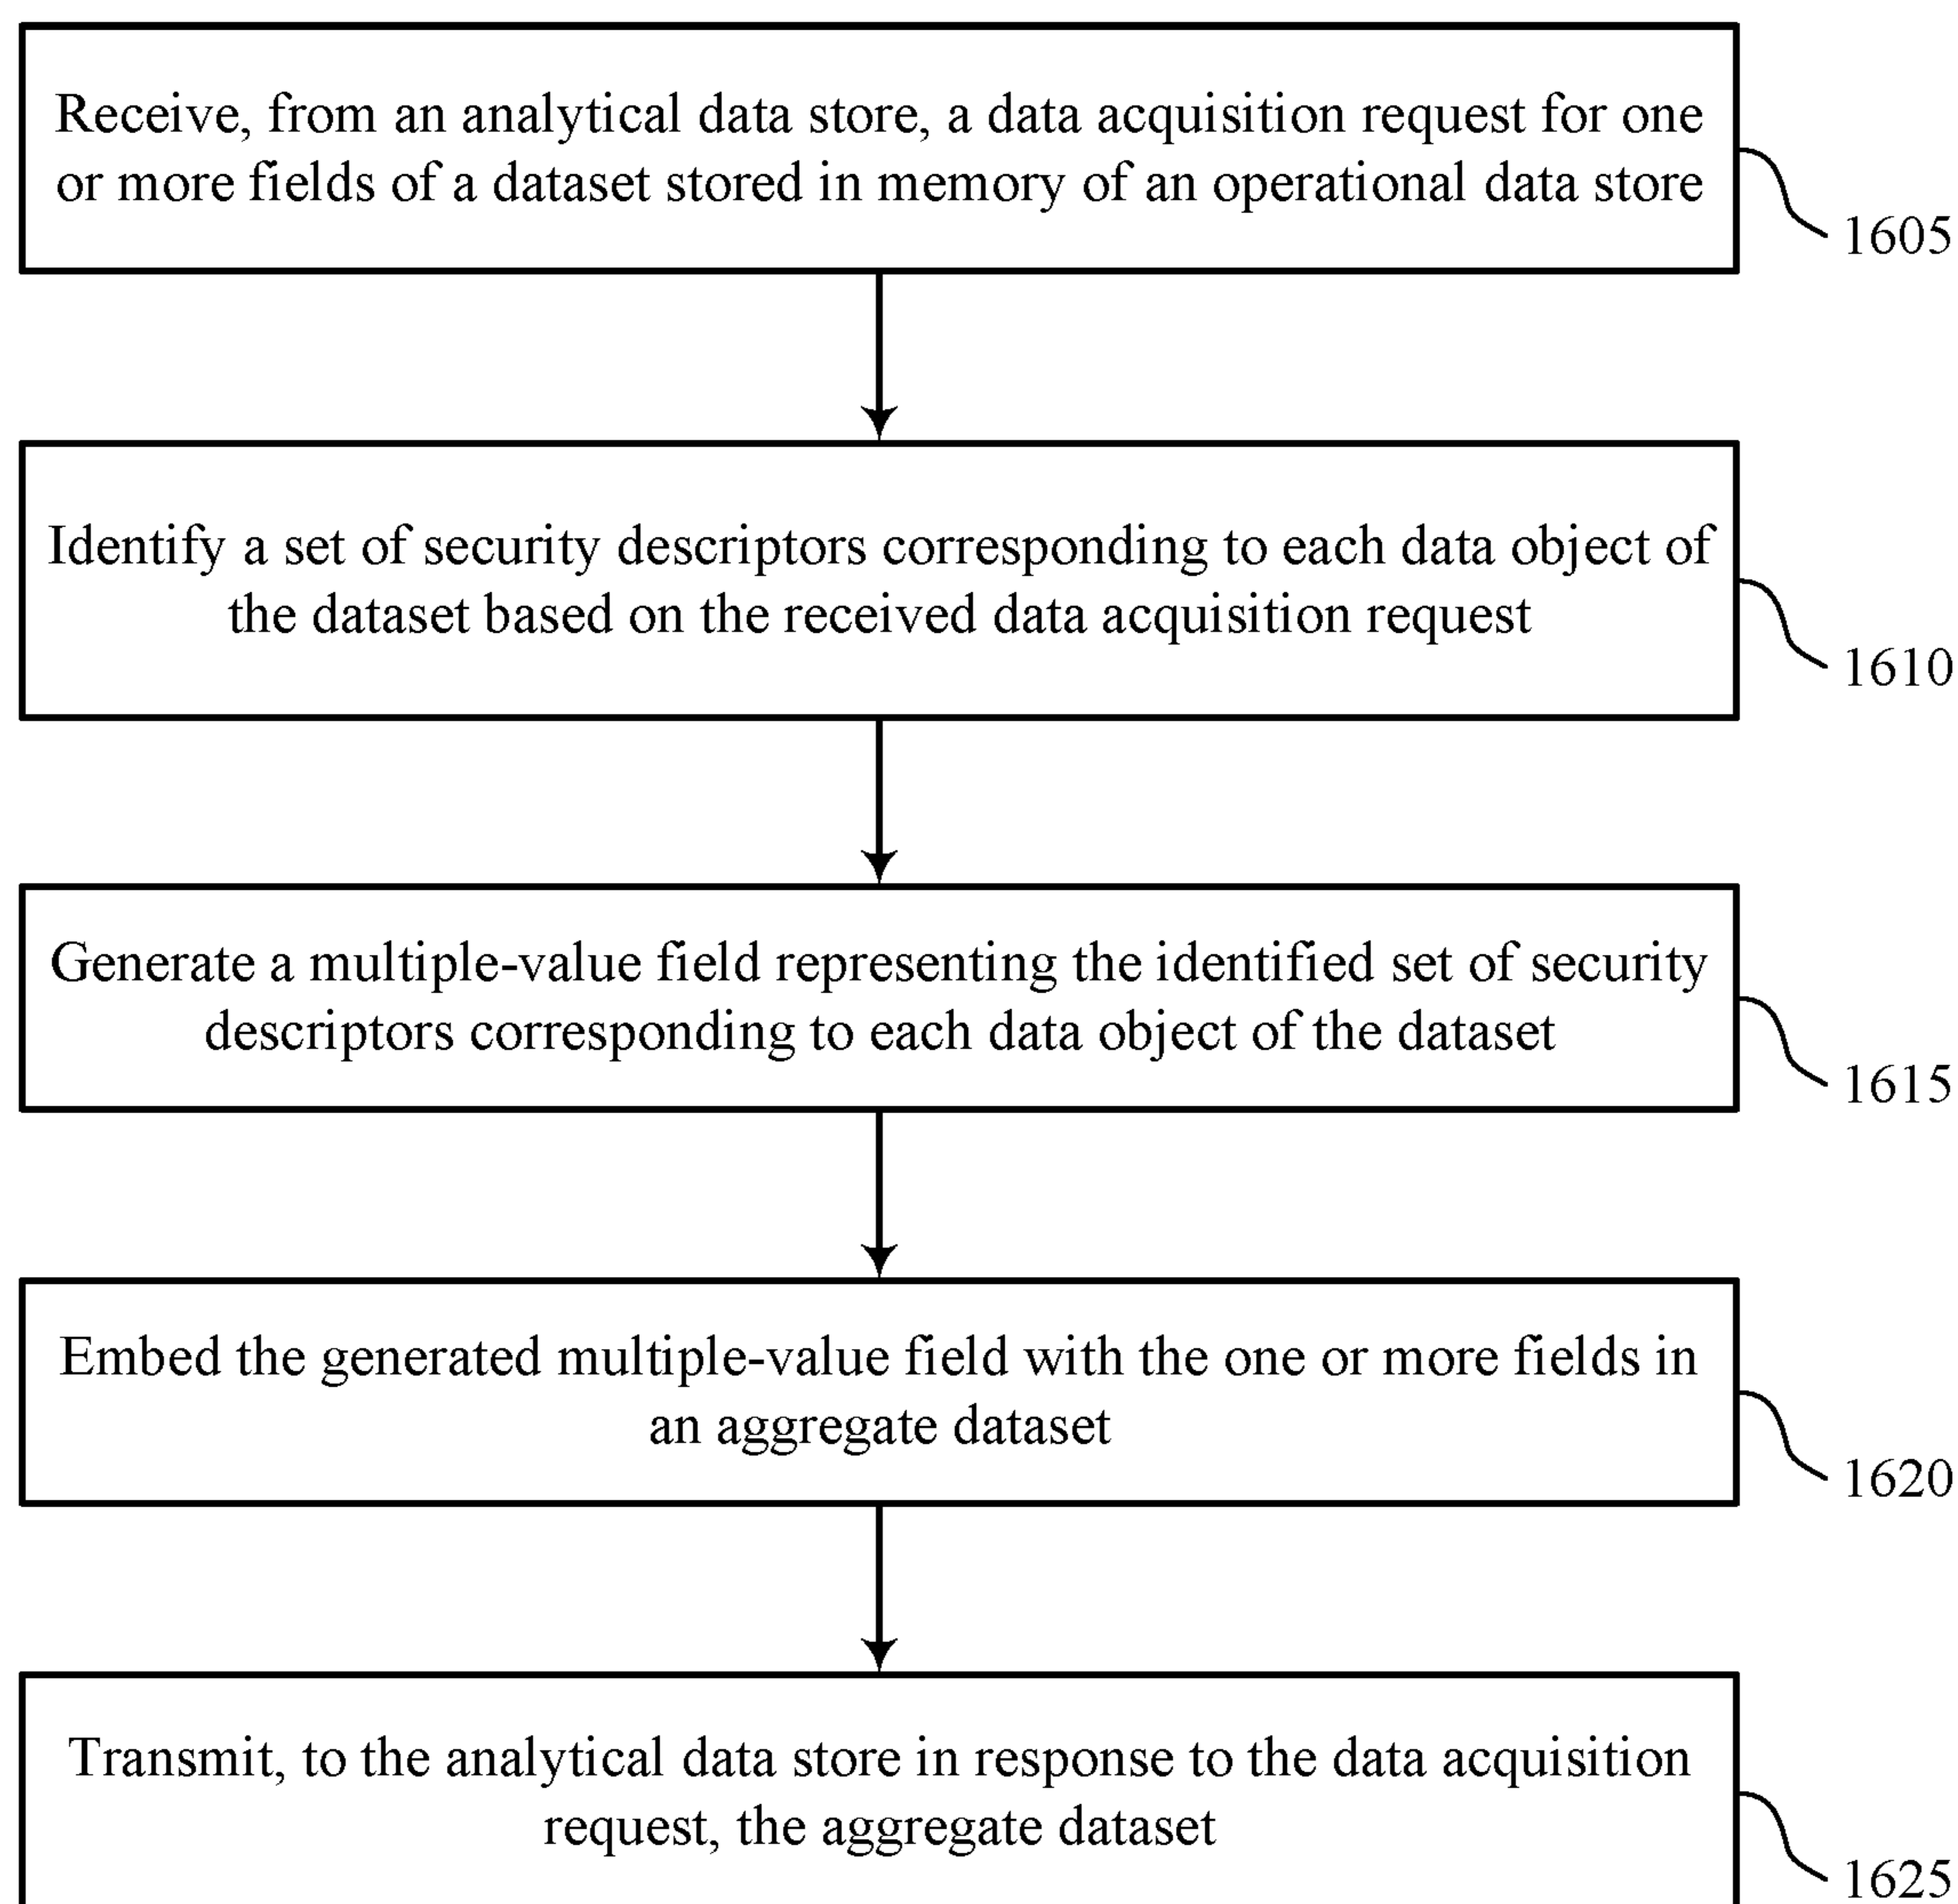 Receive, from an analytical data store, a data acquisition request for one
or more fields of a dataset stored in memory of an operational data store
1605
Identify a set of security descriptors corresponding to each data object of
the dataset based on the received data acquisition request
1610
Generate a multiple-value field representing the identified set of security
descriptors corresponding to each data object of the dataset
1615
Embed the generated multiple-value field with the one or more fields in
an aggregate dataset
1620
Transmit, to the analytical data store in response to the data acquisition
request, the aggregate dataset
1625